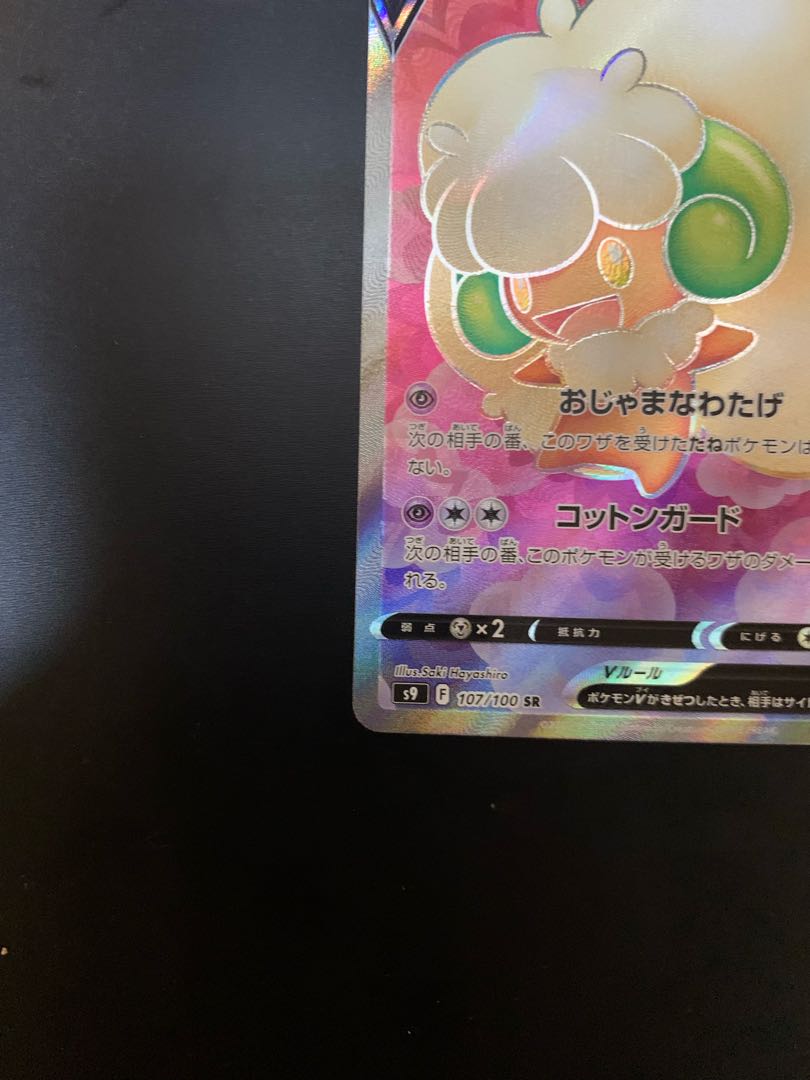 おじゃまなわたげ
次の相手の番、このワザを受けたたねポケモンは
ない。
コットンガード
次の相手の番、このポケモンが受けるワザのダメー
れる。
弱点 ×2 抵抗力 にげる
Illus.Saki Hayashiro
Vルール
s9 F 107/100 SR
ポケモンVがきぜつしたとき、相手はサイ